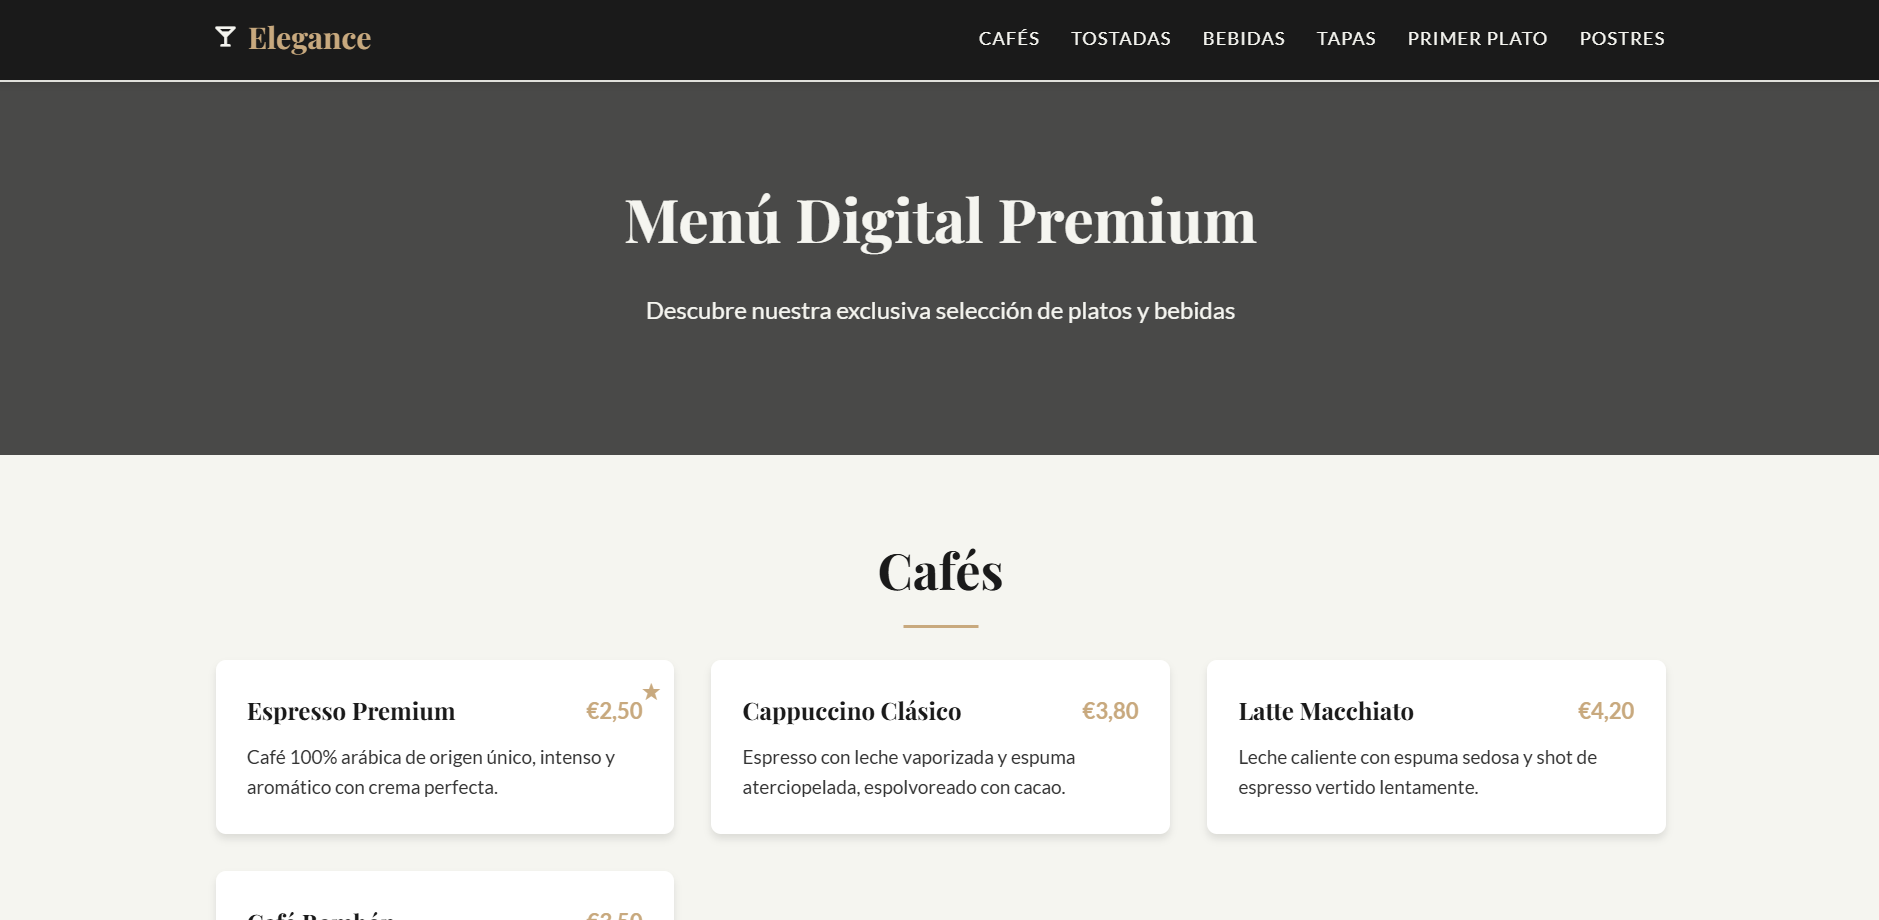 Elegance
CAFÉS TOSTADAS BEBIDAS TAPAS PRIMER PLATO POSTRES
Menú Digital Premium
Descubre nuestra exclusiva selección de platos y bebidas
Cafés
Espresso Premium €2,50
Café 100% arábica de origen único, intenso y
aromático con crema perfecta.
Cappuccino Clásico €3,80
Espresso con leche vaporizada y espuma
aterciopelada, espolvoreado con cacao.
Latte Macchiato €4,20
Leche caliente con espuma sedosa y shot de
espresso vertido lentamente.
Café Bombón